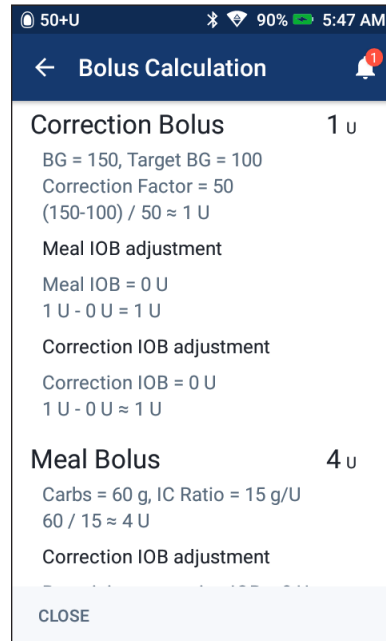 50+U 90% 5:47 AM
Bolus Calculation 1
Correction Bolus 1 U
BG = 150, Target BG = 100
Correction Factor = 50
(150-100) / 50 ≈ 1 U
Meal IOB adjustment
Meal IOB = 0 U
1 U - 0 U = 1 U
Correction IOB adjustment
Correction IOB = 0 U
1 U - 0 U ≈ 1 U
Meal Bolus 4 U
Carbs = 60 g, IC Ratio = 15 g/U
60 / 15 ≈ 4 U
Correction IOB adjustment
CLOSE